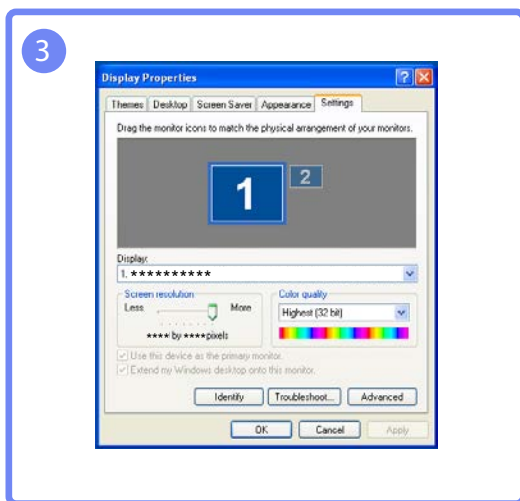 3
Display Properties
Themes Desktop Screen Saver Appearance Settings
Drag the monitor icons to match the physical arrangement of your monitors.
1 2
Display:
1. **********
Screen resolution Color quality
Less More Highest (32 bit)
**** by ****pixels
Use this device as the primary monitor.
Extend my Windows desktop onto this monitor.
Identify Troubleshoot... Advanced
OK Cancel Apply